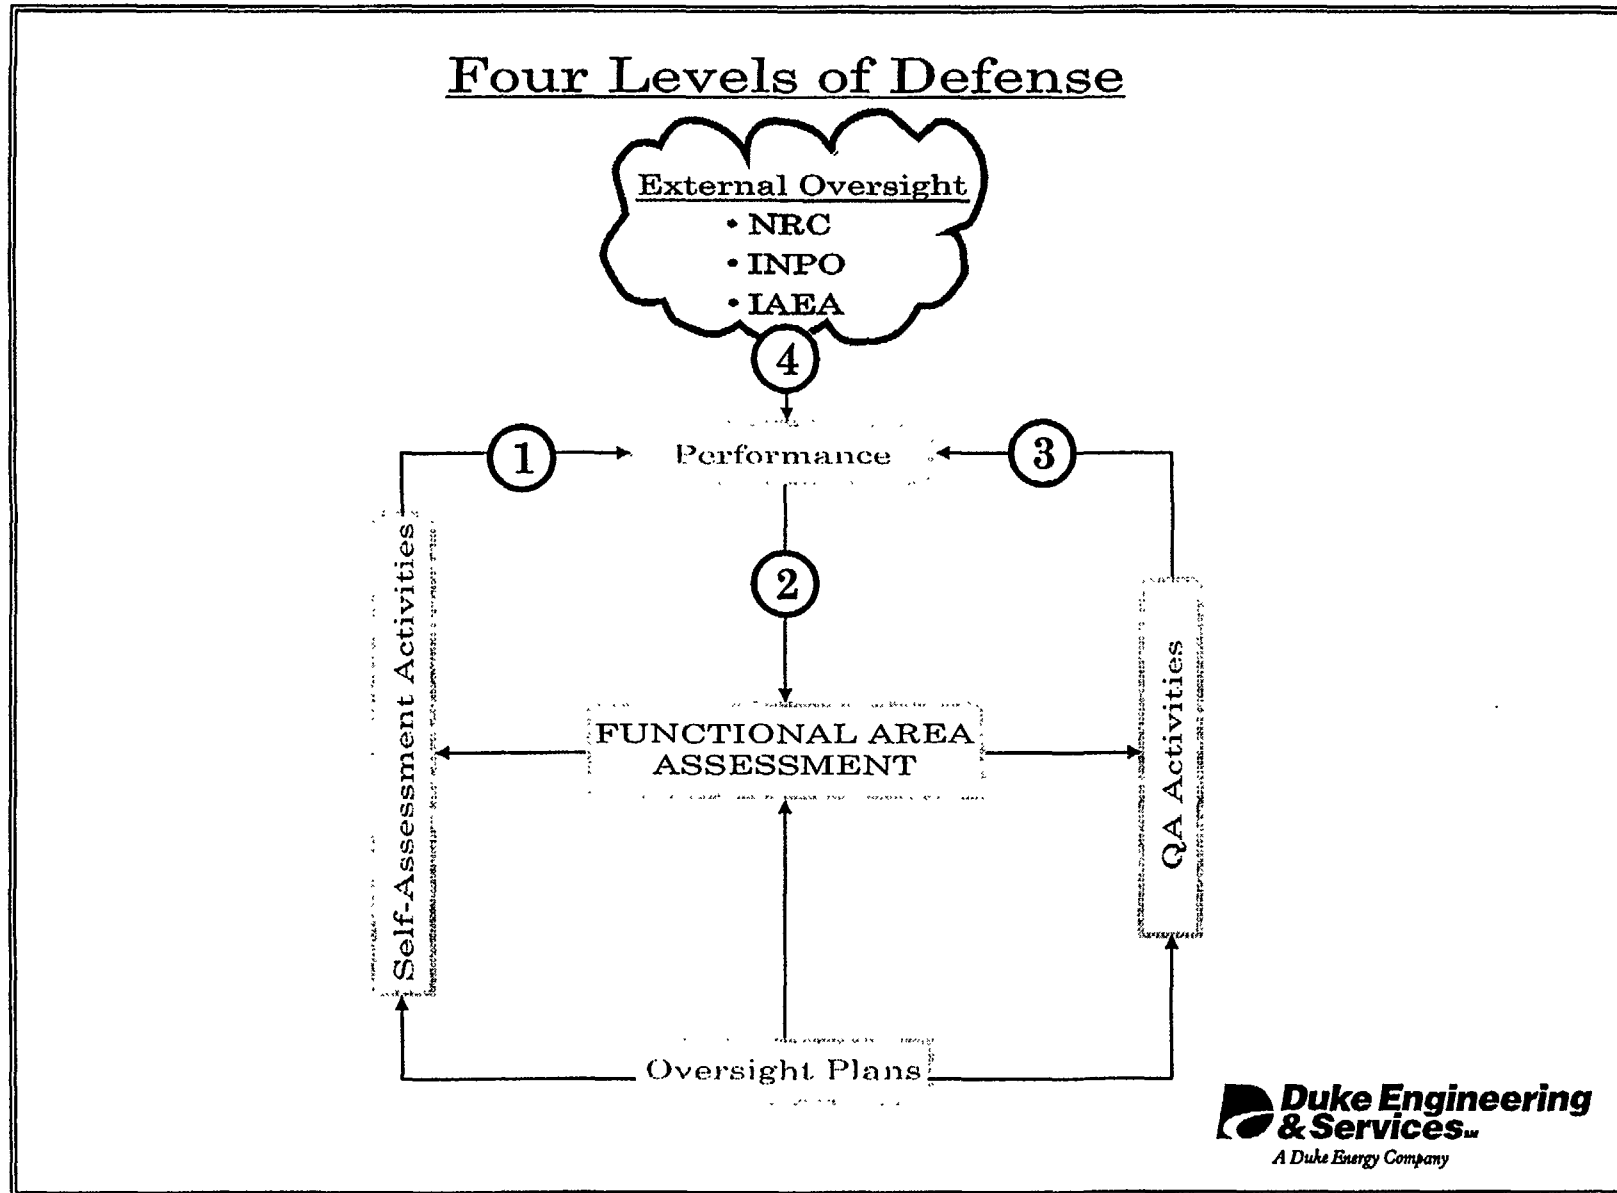 Four Levels of Defense
External Oversight
• NRC
• INPO
• IAEA
4
1
Performance
3
2
Self-Assessment Activities
FUNCTIONAL AREA
ASSESSMENT
QA Activities
Oversight Plans
Duke Engineering
& Services
A Duke Energy Company